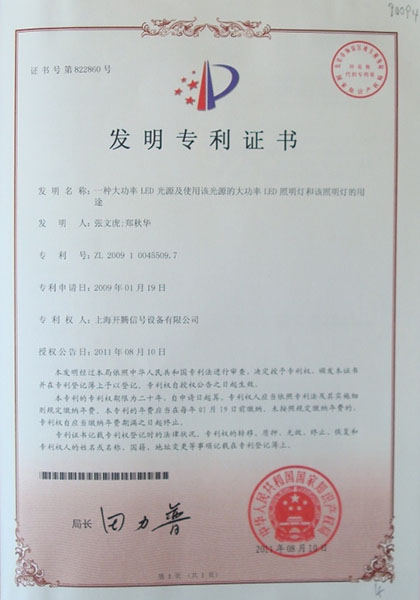 80094
证书号第822860号
发明专利证书
发明名称：一种大功率 LED 光源及使用该光源的大功率 LED 照明灯和该照明灯的用
途
发明人：张文虎;郑秋华
专利号：ZL 2009 1 0045509.7
专利申请日：2009年01月19日
专利权人：上海开腾信号设备有限公司
授权公告日：2011年08月10日
本发明经过本局依照中华人民共和国专利法进行审查，决定授予专利权，颁发本证书
并在专利登记簿上予以登记。专利权自授权公告之日起生效。
本专利的专利权期限为二十年，自申请日起算。专利权人应当依照专利法及其实施细
则规定缴纳年费。本专利的年费应当在每年01月19日前缴纳。未按照规定缴纳年费的，
专利权自应当缴纳年费期满之日起终止。
专利证书记载专利权登记时的法律状况。专利权的转移、质押、无效、终止、恢复和
专利权人的姓名或名称、国籍、地址变更等事项记载在专利登记簿上。
局长 田力普
中华人民共和国国家知识产权局
2011年08月10日
第1页（共1页）